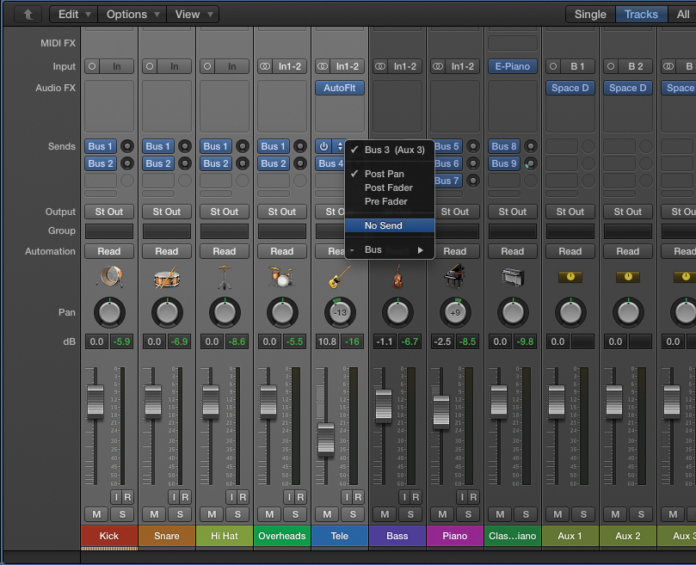 Edit Options View Single Tracks All
MIDI FX
Input In In In In1-2 In1-2 In1-2 In1-2 E-Piano B 1 B 2 B
Audio FX AutoFlt Space D Space D Space
Sends Bus 1 Bus 1 Bus 1 Bus 1 ✓ Bus 3 (Aux 3) Bus 5 Bus 8
Bus 2 Bus 2 Bus 2 Bus 2 Bus 4 Bus 6 Bus 9
✓ Post Pan Bus 7
Post Fader
Pre Fader
Output St Out St Out St Out St Out St Out St Out St Out St Out St Out
No Send
Group
Automation Read Read Read Read Read Read Read Read Read Read
- Bus
Pan -13 +9
dB 0.0 -5.9 0.0 -6.9 0.0 -8.6 0.0 -5.5 10.8 -16 -1.1 -6.7 -2.5 -8.5 0.0 -9.8 0.0 0.0 0.0
I R I R I R I R I R I R I R
M S M S M S M S M S M S M S M S M S M S M
Kick Snare Hi Hat Overheads Tele Bass Piano Clas...iano Aux 1 Aux 2 Aux 3